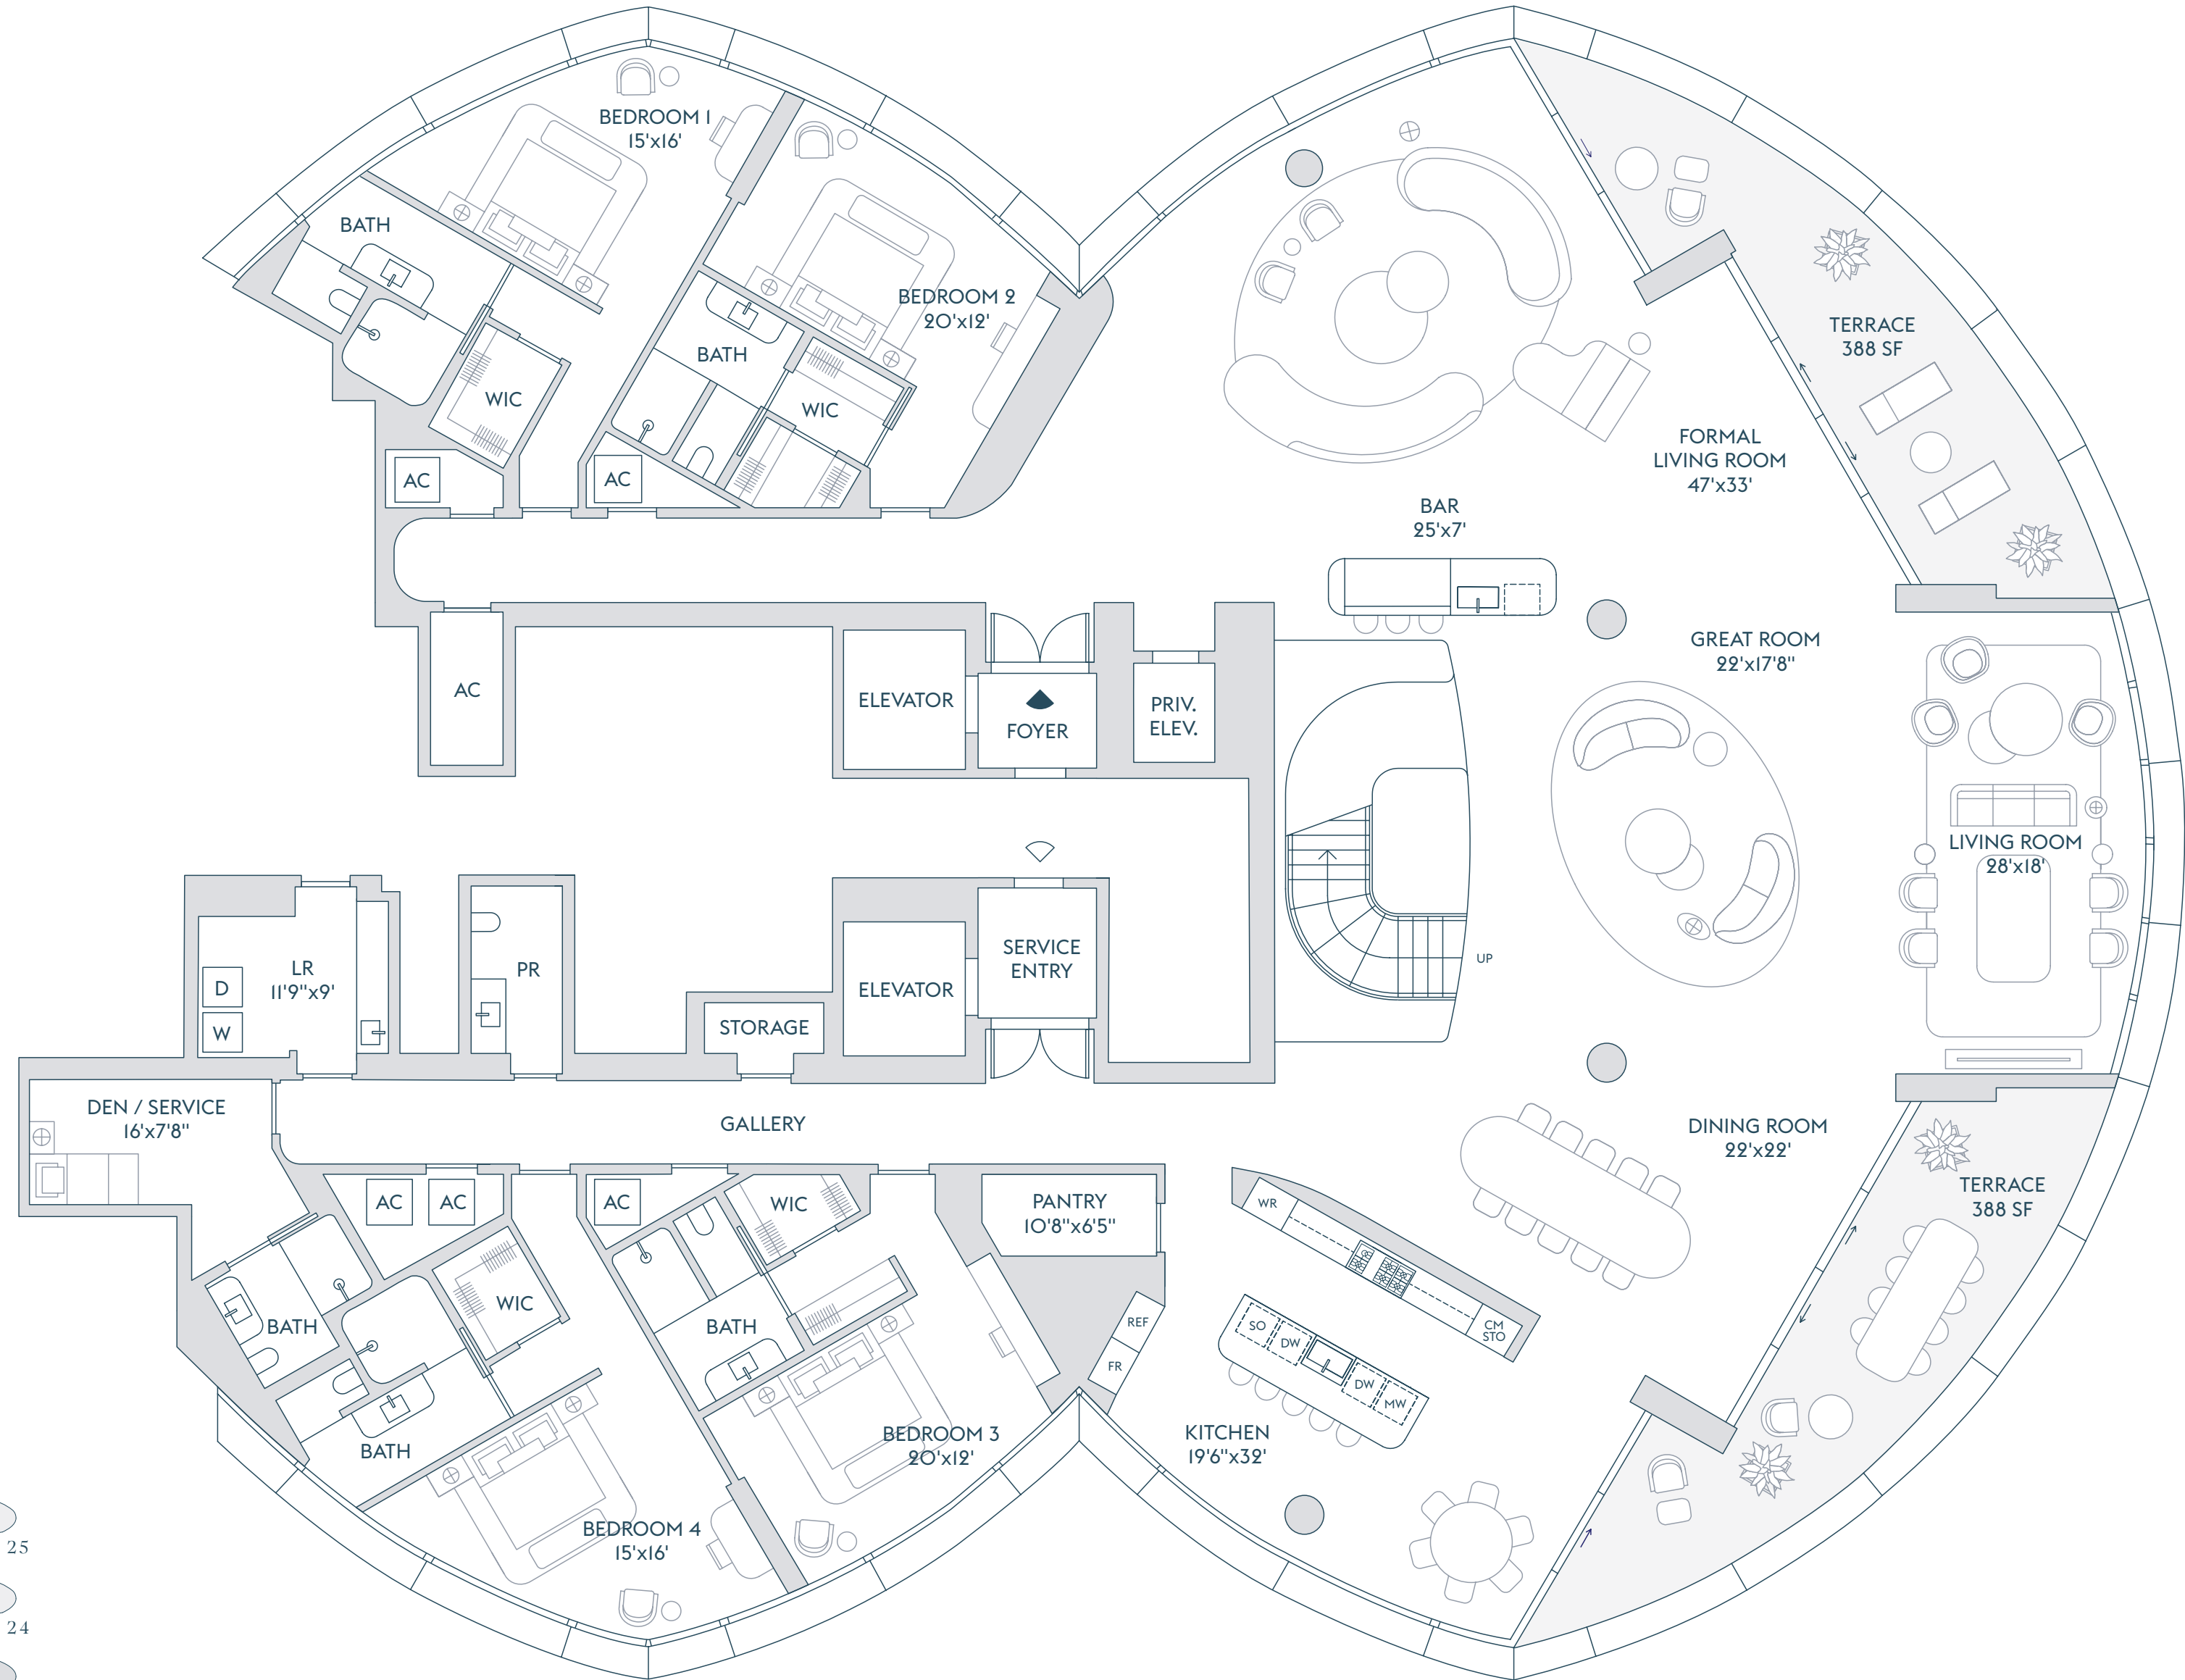 BEDROOM 1
15'x16'
BATH
WIC
AC
BEDROOM 2
20'x12'
BATH
WIC
AC
TERRACE
388 SF
FORMAL
LIVING ROOM
47'x33'
BAR
25'x7'
GREAT ROOM
22'x17'8"
AC
ELEVATOR
FOYER
PRIV.
ELEV.
LIVING ROOM
28'x18'
UP
LR
11'9"x9'
D
W
PR
STORAGE
ELEVATOR
SERVICE
ENTRY
DEN / SERVICE
16'x7'8"
GALLERY
DINING ROOM
22'x22'
TERRACE
388 SF
AC
AC
AC
WIC
PANTRY
10'8"x6'5"
WR
CM
STO
REF
FR
SO
DW
DW
MW
KITCHEN
19'6"x32'
BATH
WIC
BATH
BATH
BEDROOM 3
20'x12'
BEDROOM 4
15'x16'
25
24